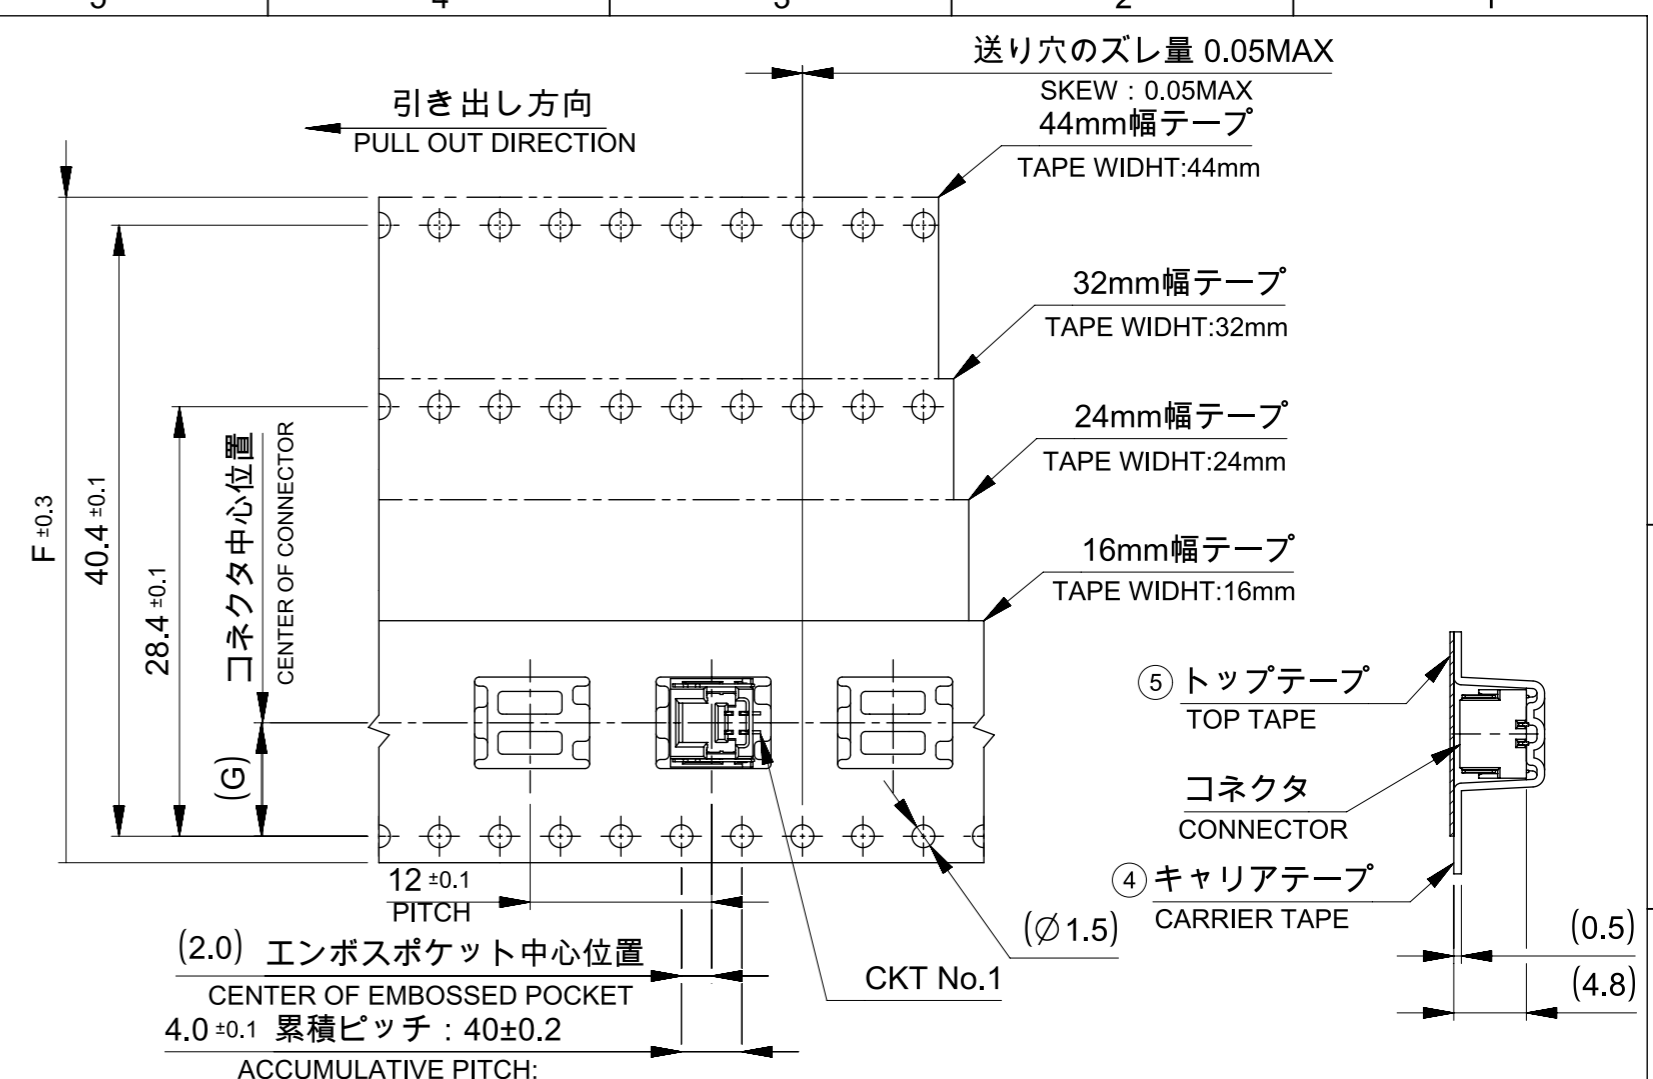 4
3
2
送り穴のズレ量 0.05MAX
SKEW : 0.05MAX
引き出し方向
PULL OUT DIRECTION
44mm幅テープ
TAPE WIDHT:44mm
32mm幅テープ
TAPE WIDHT:32mm
24mm幅テープ
TAPE WIDHT:24mm
16mm幅テープ
TAPE WIDHT:16mm
F ±0.3
40.4 ±0.1
28.4 ±0.1
コネクタ中心位置
CENTER OF CONNECTOR
(G)
⑤ トップテープ
TOP TAPE
コネクタ
CONNECTOR
④ キャリアテープ
CARRIER TAPE
(0.5)
(4.8)
12 ±0.1
PITCH
(2.0) エンボスポケット中心位置
CENTER OF EMBOSSED POCKET
4.0 ±0.1 累積ピッチ : 40±0.2
ACCUMULATIVE PITCH:
(∅1.5)
CKT No.1